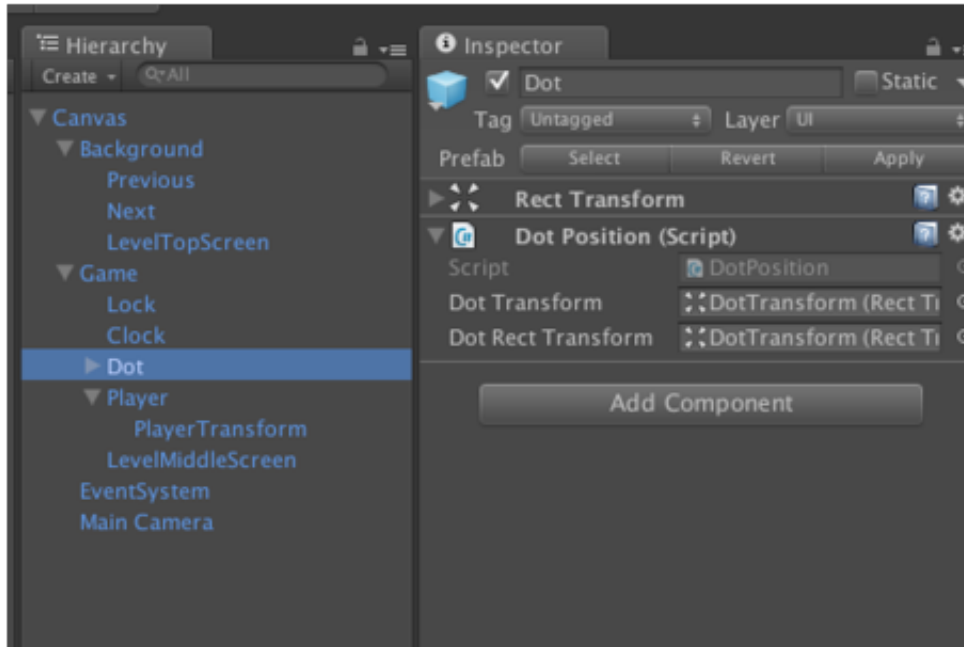 Hierarchy
Create
All
Canvas
Background
Previous
Next
LevelTopScreen
Game
Lock
Clock
Dot
Player
PlayerTransform
LevelMiddleScreen
EventSystem
Main Camera
Inspector
Dot Static
Tag Untagged Layer UI
Prefab Select Revert Apply
Rect Transform
Dot Position (Script)
Script DotPosition
Dot Transform DotTransform (Rect Tr
Dot Rect Transform DotTransform (Rect Tr
Add Component